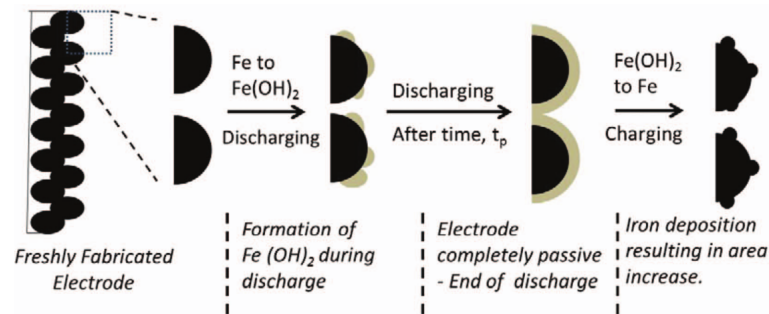 Fe to
Fe(OH)2
Discharging
Discharging
After time, tp
Fe(OH)2
to Fe
Charging
Freshly Fabricated
Electrode
Formation of
Fe (OH)2 during
discharge
Electrode
completely passive
- End of discharge
Iron deposition
resulting in area
increase.